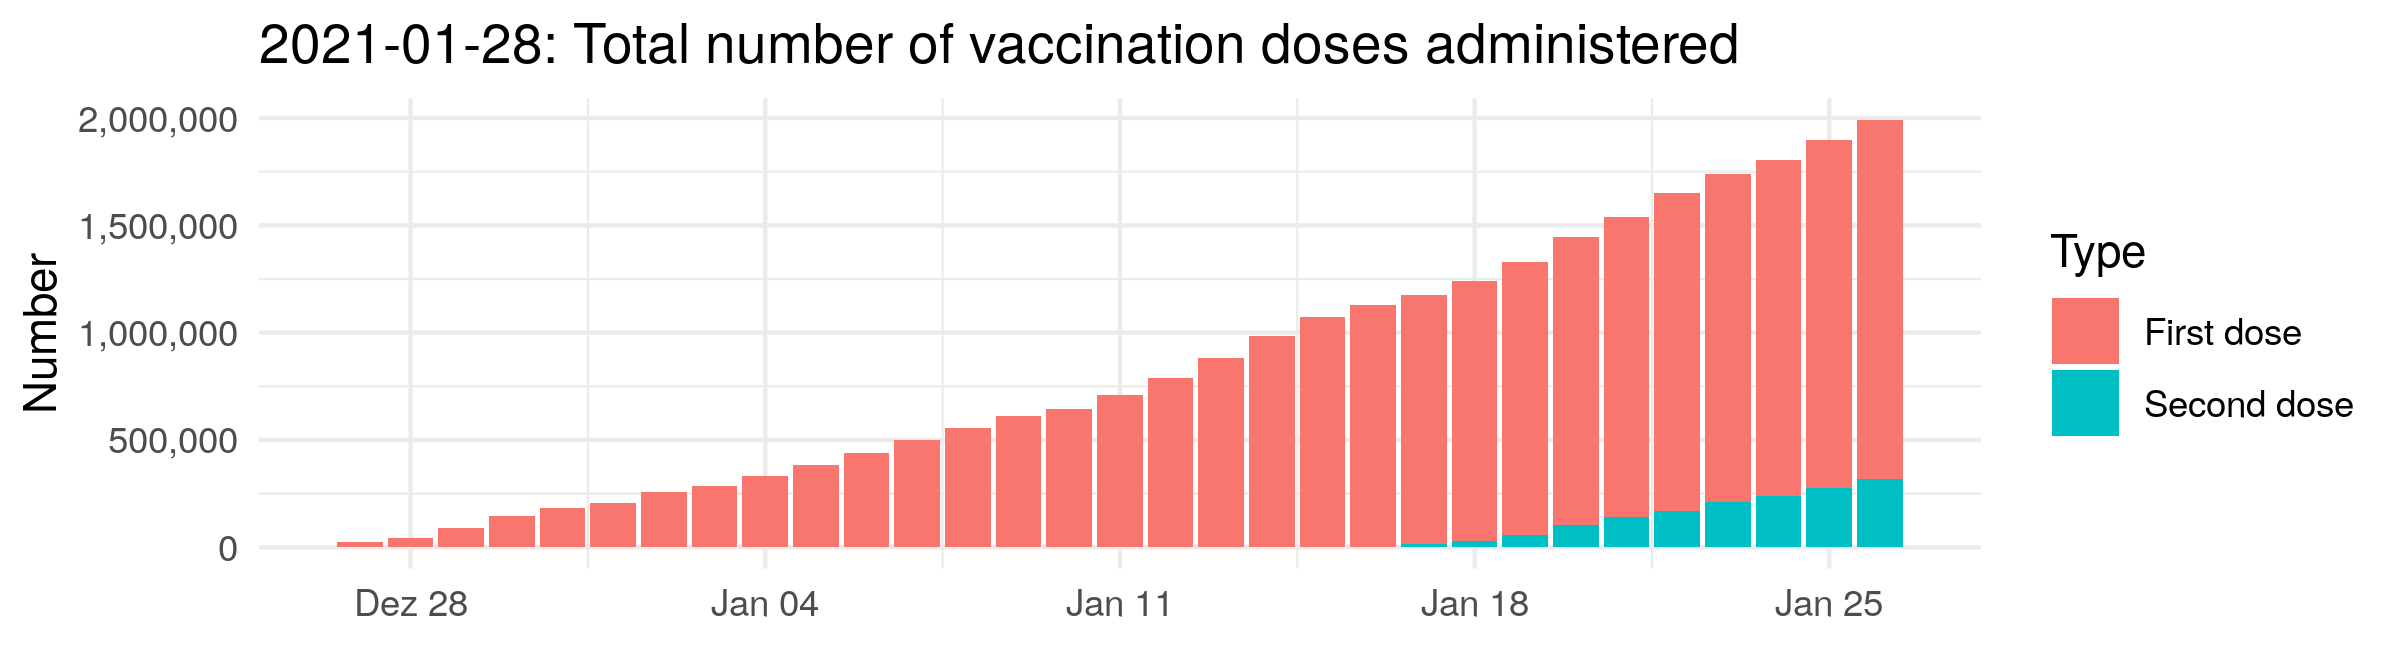 2021-01-28: Total number of vaccination doses administered
Number
2,000,000
1,500,000
1,000,000
500,000
0
Dez 28 Jan 04 Jan 11 Jan 18 Jan 25
Type
First dose
Second dose